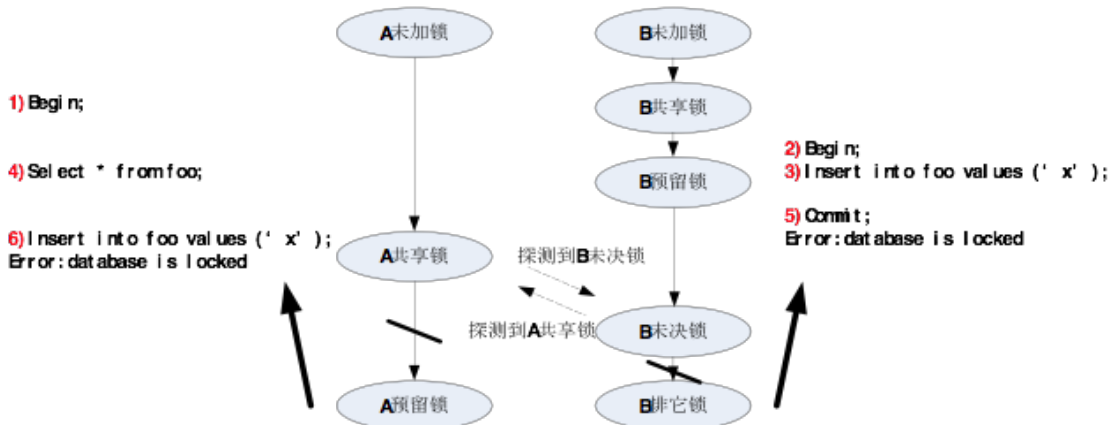 A未加锁
B未加锁
1) Begin;
B共享锁
2) Begin;
4) Select * from foo;
B预留锁
3) Insert into foo values (‘ x’ );
5) Commit;
6) Insert into foo values (‘ x’ );
Error: database is locked
Error: database is locked
A共享锁
探测到B未决锁
探测到A共享锁
B未决锁
A预留锁
B排它锁